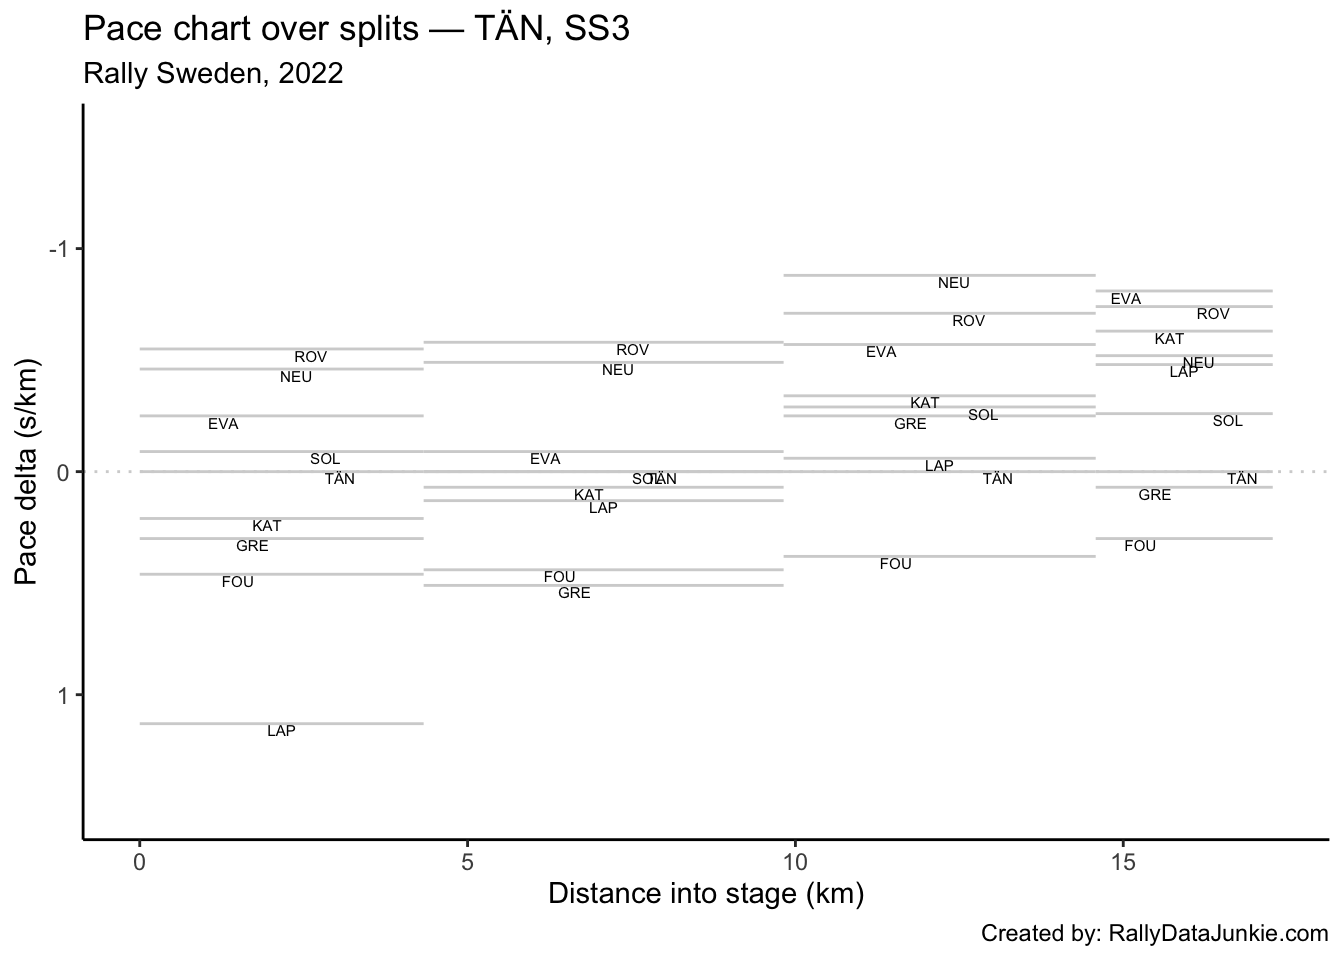 Pace chart over splits — TÄN, SS3
Rally Sweden, 2022
Pace delta (s/km)
-1
0
1
ROV
NEU
EVA
SOL
TÄN
KAT
GRE
FOU
LAP
ROV
NEU
EVA
SOL
TÄN
KAT
LAP
FOU
GRE
NEU
ROV
EVA
KAT
SOL
GRE
LAP
TÄN
FOU
EVA
ROV
KAT
NEU
LAP
SOL
TÄN
GRE
FOU
0 5 10 15
Distance into stage (km)
Created by: RallyDataJunkie.com